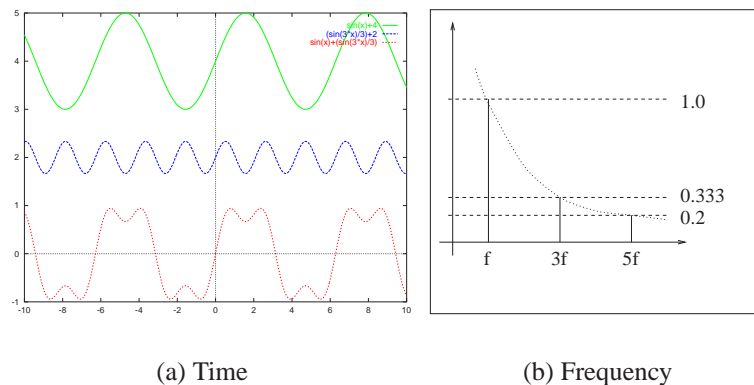 5
4
3
2
1
0
-1
-10
-8
-6
-4
-2
0
2
4
6
8
10
sin(x)+4
(sin(3*x)/3)+2
sin(x)+(sin(3*x)/3)
1.0
0.333
0.2
f
3f
5f
(a) Time
(b) Frequency